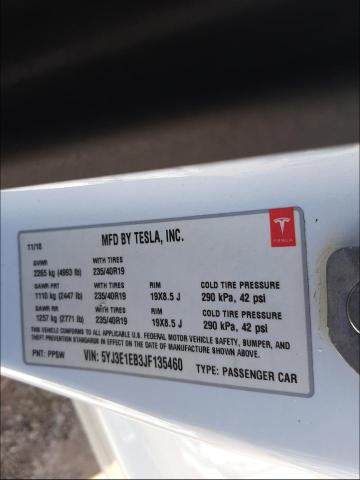 11/18 MFD BY TESLA, INC.
TESLA
GVWR WITH TIRES
2265 kg (4993 lb) 235/40R19
GAWR FRT WITH TIRES RIM COLD TIRE PRESSURE
1110 kg (2447 lb) 235/40R19 19X8.5 J 290 kPa, 42 psi
GAWR RR WITH TIRES RIM COLD TIRE PRESSURE
1257 kg (2771 lb) 235/40R19 19X8.5 J 290 kPa, 42 psi
THIS VEHICLE CONFORMS TO ALL APPLICABLE U.S. FEDERAL MOTOR VEHICLE SAFETY, BUMPER, AND
THEFT PREVENTION STANDARDS IN EFFECT ON THE DATE OF MANUFACTURE SHOWN ABOVE.
PNT: PPSW VIN: 5YJ3E1EB3JF135460 TYPE: PASSENGER CAR